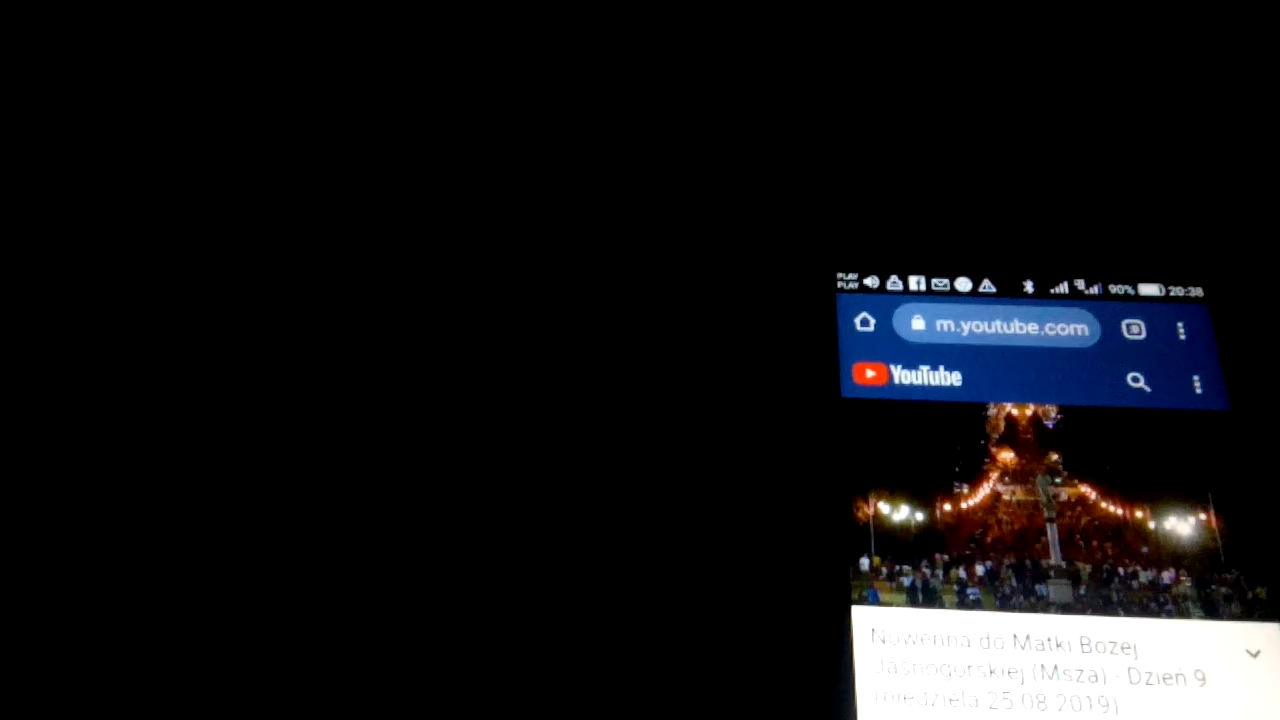 PLAY
PLAY
90% 20:38
m.youtube.com
YouTube
Nowenna do Matki Bożej
Jasnogórskiej (Msza) - Dzień 9
(niedziela 25.08.2019)